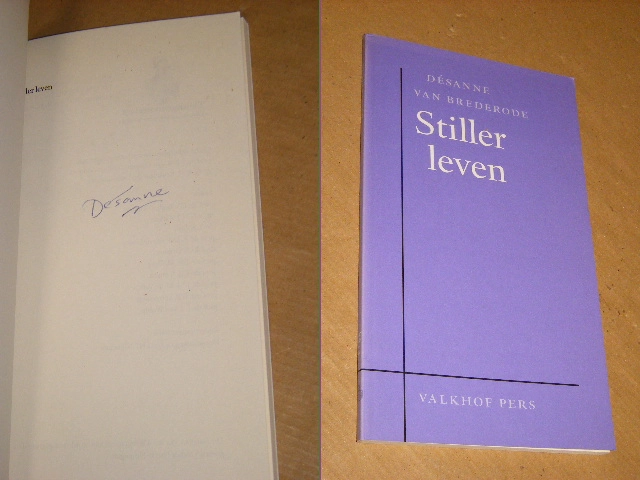 ller leven
Désanne
DÉSANNE
VAN BREDERODE
Stiller
leven
VALKHOF PERS